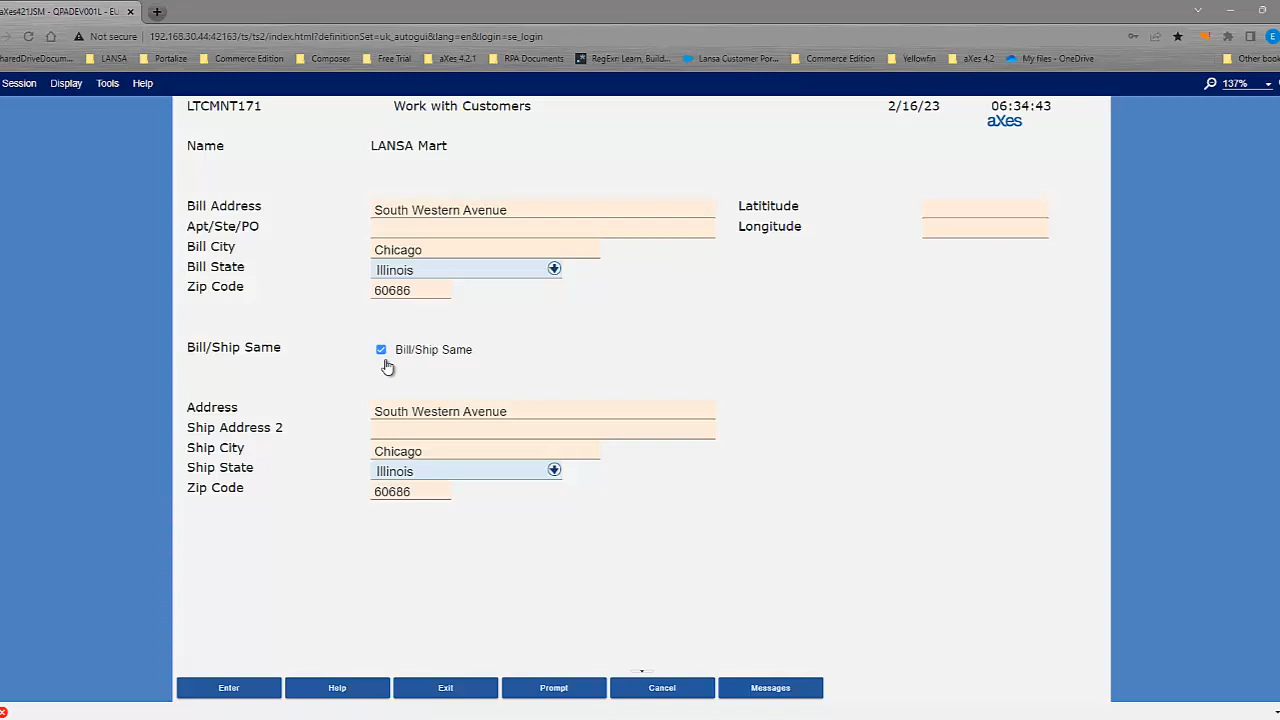 aXes421JSM - QPADEV001L - EU
Not secure 192.168.30.44:42163/ts/ts2/index.html?definitionSet=uk_autogui&lang=en&login=se_login E
SharedDriveDocum... LANSA Portalize Commerce Edition Composer Free Trial aXes 4.2.1 RPA Documents RegExr: Learn, Build... Lansa Customer Por... Commerce Edition Yellowfin aXes 4.2 My files - OneDrive Other book
Session Display Tools Help 137%
LTCMNT171 Work with Customers 2/16/23 06:34:43
aXes
Name LANSA Mart
Bill Address South Western Avenue Latititude
Apt/Ste/PO Longitude
Bill City Chicago
Bill State Illinois
Zip Code 60686
Bill/Ship Same Bill/Ship Same
Address South Western Avenue
Ship Address 2
Ship City Chicago
Ship State Illinois
Zip Code 60686
Enter Help Exit Prompt Cancel Messages